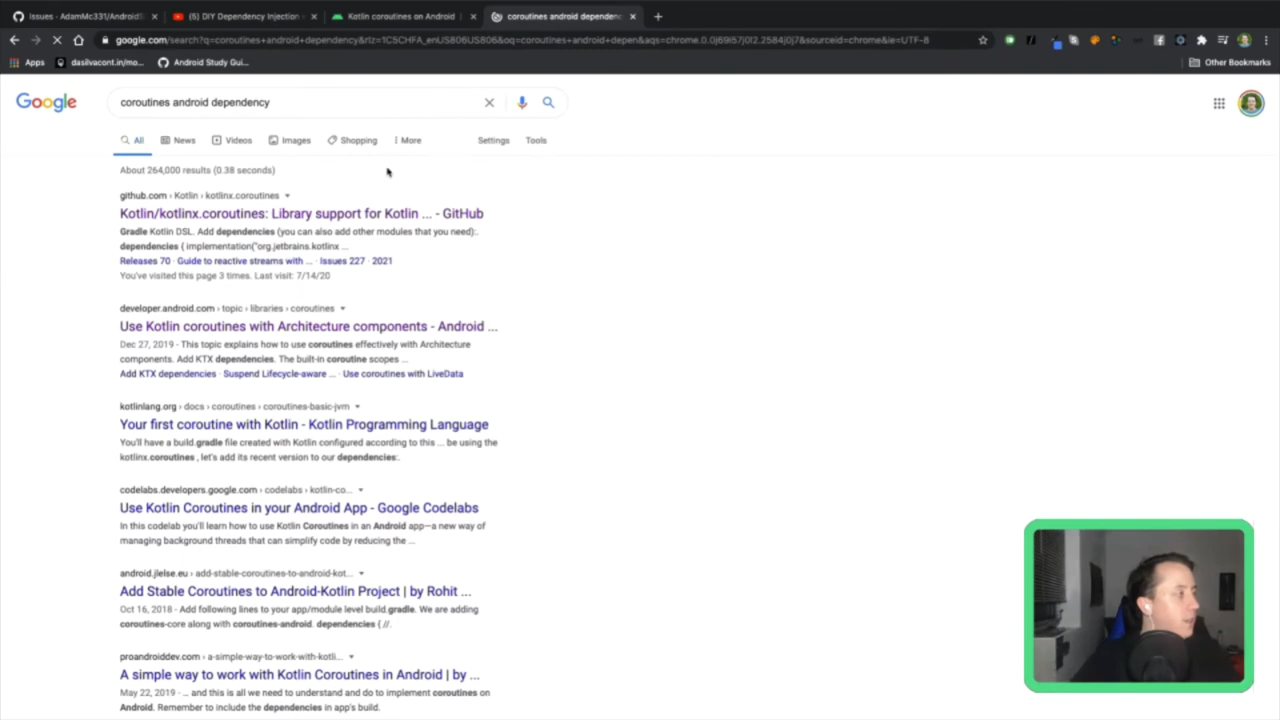 Issues · AdamMc331/AndroidS
(5) DIY Dependency Injection
Kotlin coroutines on Android
coroutines android dependenc
google.com/search?q=coroutines+android+dependency&rlz=1C5CHFA_enUS806US806&oq=coroutines+android+depen&aqs=chrome.0.0j69i57j0l2.2584j0j7&sourceid=chrome&ie=UTF-8
Apps
dasilvacont.in/mo...
Android Study Gui...
Other Bookmarks
Google
coroutines android dependency
All
News
Videos
Images
Shopping
More
Settings
Tools
About 264,000 results (0.38 seconds)
github.com › Kotlin › kotlinx.coroutines
Kotlin/kotlinx.coroutines: Library support for Kotlin ... - GitHub
Gradle Kotlin DSL. Add dependencies (you can also add other modules that you need):.
dependencies { implementation("org.jetbrains.kotlinx ...
Releases 70 · Guide to reactive streams with ... · Issues 227 · 2021
You've visited this page 3 times. Last visit: 7/14/20
developer.android.com › topic › libraries › coroutines
Use Kotlin coroutines with Architecture components - Android ...
Dec 27, 2019 - This topic explains how to use coroutines effectively with Architecture
components. Add KTX dependencies. The built-in coroutine scopes ...
Add KTX dependencies · Suspend Lifecycle-aware ... · Use coroutines with LiveData
kotlinlang.org › docs › coroutines › coroutines-basic-jvm
Your first coroutine with Kotlin - Kotlin Programming Language
You'll have a build.gradle file created with Kotlin configured according to this ... be using the
kotlinx.coroutines , let's add its recent version to our dependencies:.
codelabs.developers.google.com › codelabs › kotlin-co...
Use Kotlin Coroutines in your Android App - Google Codelabs
In this codelab you'll learn how to use Kotlin Coroutines in an Android app—a new way of
managing background threads that can simplify code by reducing the ...
android.jlelse.eu › add-stable-coroutines-to-android-kot...
Add Stable Coroutines to Android-Kotlin Project | by Rohit ...
Oct 16, 2018 - Add following lines to your app/module level build.gradle. We are adding
coroutines-core along with coroutines-android. dependencies { //.
proandroiddev.com › a-simple-way-to-work-with-kotli...
A simple way to work with Kotlin Coroutines in Android | by ...
May 22, 2019 - ... and this is all we need to understand and do to implement coroutines on
Android. Remember to include the dependencies in app's build.